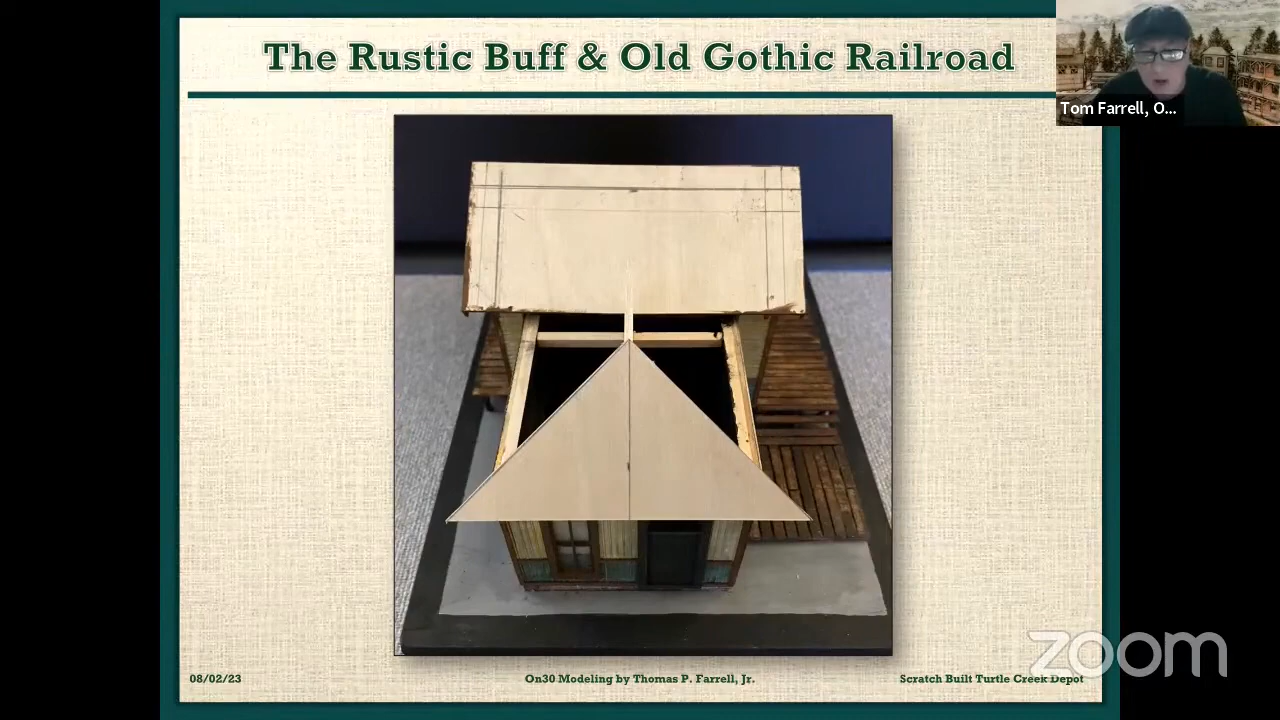 The Rustic Buff & Old Gothic Railroad
Tom Farrell, O...
zoom
08/02/23
On30 Modeling by Thomas P. Farrell, Jr.
Scratch Built Turtle Creek Depot